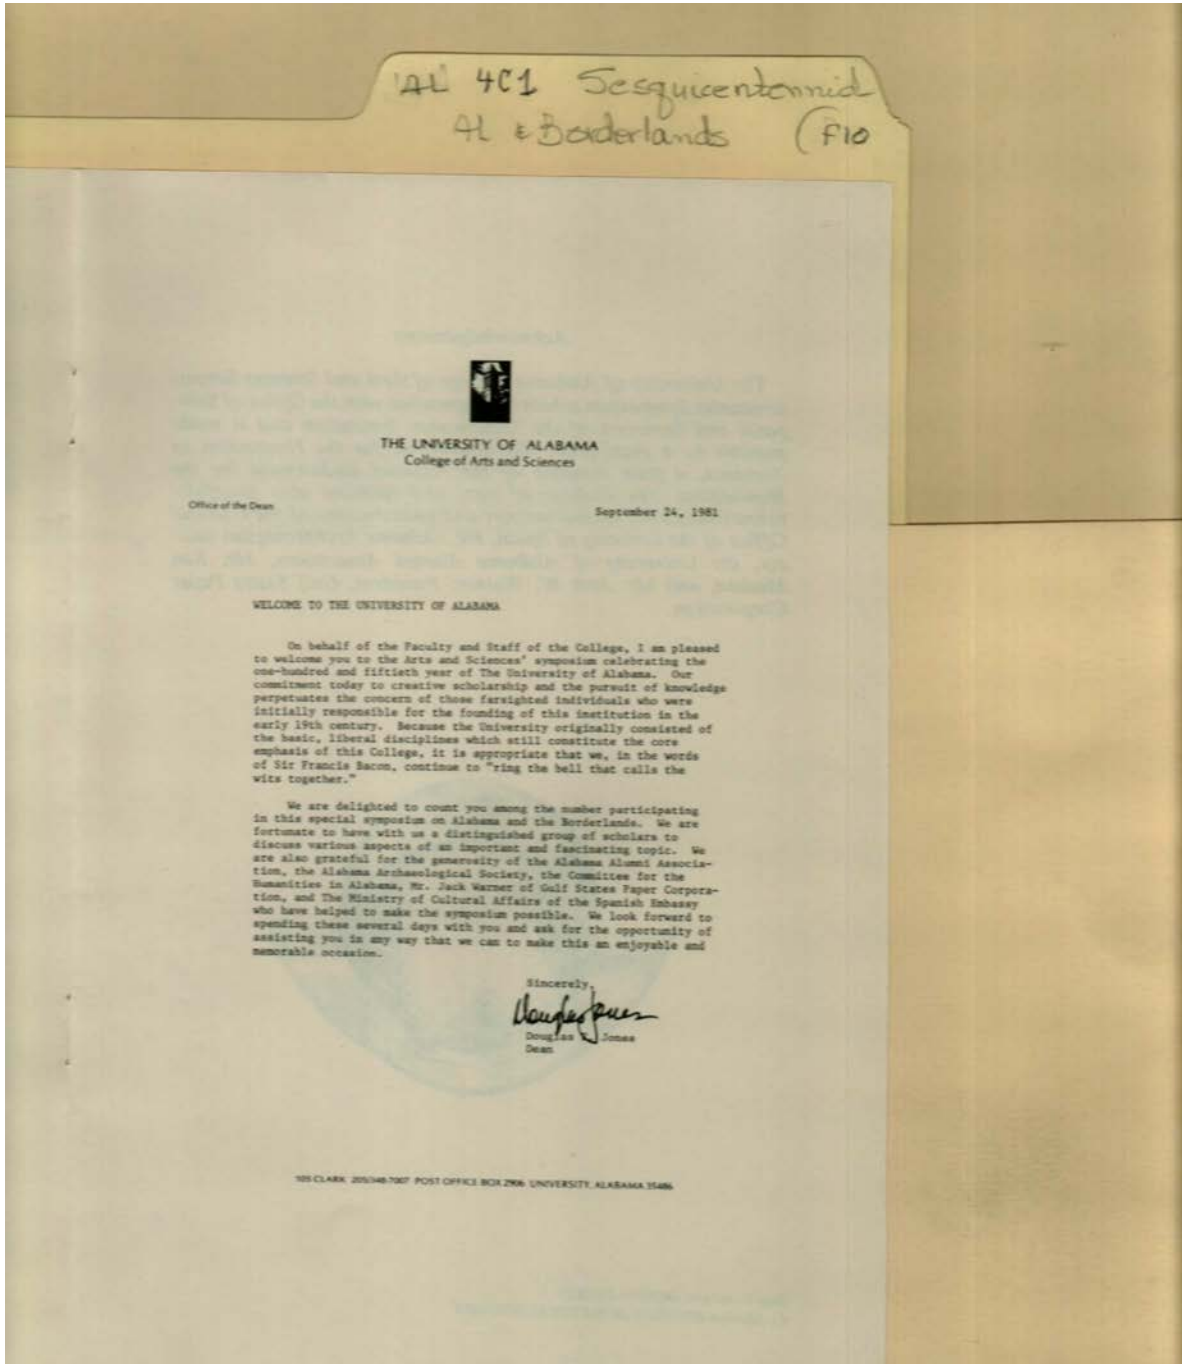 "AL" 4C1 Sesquicentennial
AL & Borderlands (F10
THE UNIVERSITY OF ALABAMA
College of Arts and Sciences
Office of the Dean
September 24, 1981
WELCOME TO THE UNIVERSITY OF ALABAMA
On behalf of the Faculty and Staff of the College, I am pleased
to welcome you to the Arts and Sciences' symposium celebrating the
one-hundred and fiftieth year of The University of Alabama. Our
commitment today to creative scholarship and the pursuit of knowledge
perpetuates the concern of those farsighted individuals who were
initially responsible for the founding of this institution in the
early 19th century. Because the University originally consisted of
the basic, liberal disciplines which still constitute the core
emphasis of this College, it is appropriate that we, in the words
of Sir Francis Bacon, continue to "ring the bell that calls the
wits together."
We are delighted to count you among the number participating
in this special symposium on Alabama and the Borderlands. We are
fortunate to have with us a distinguished group of scholars to
discuss various aspects of an important and fascinating topic. We
are also grateful for the generosity of the Alabama Alumni Associa-
tion, the Alabama Archaeological Society, the Committee for the
Humanities in Alabama, Mr. Jack Warner of Gulf States Paper Corpora-
tion, and The Ministry of Cultural Affairs of the Spanish Embassy
who have helped to make the symposium possible. We look forward to
spending these several days with you and ask for the opportunity of
assisting you in any way that we can to make this an enjoyable and
memorable occasion.
Sincerely,
Douglas Jones
Douglas E. Jones
Dean
105 CLARK 205/348-7007 POST OFFICE BOX 2906 UNIVERSITY, ALABAMA 35486